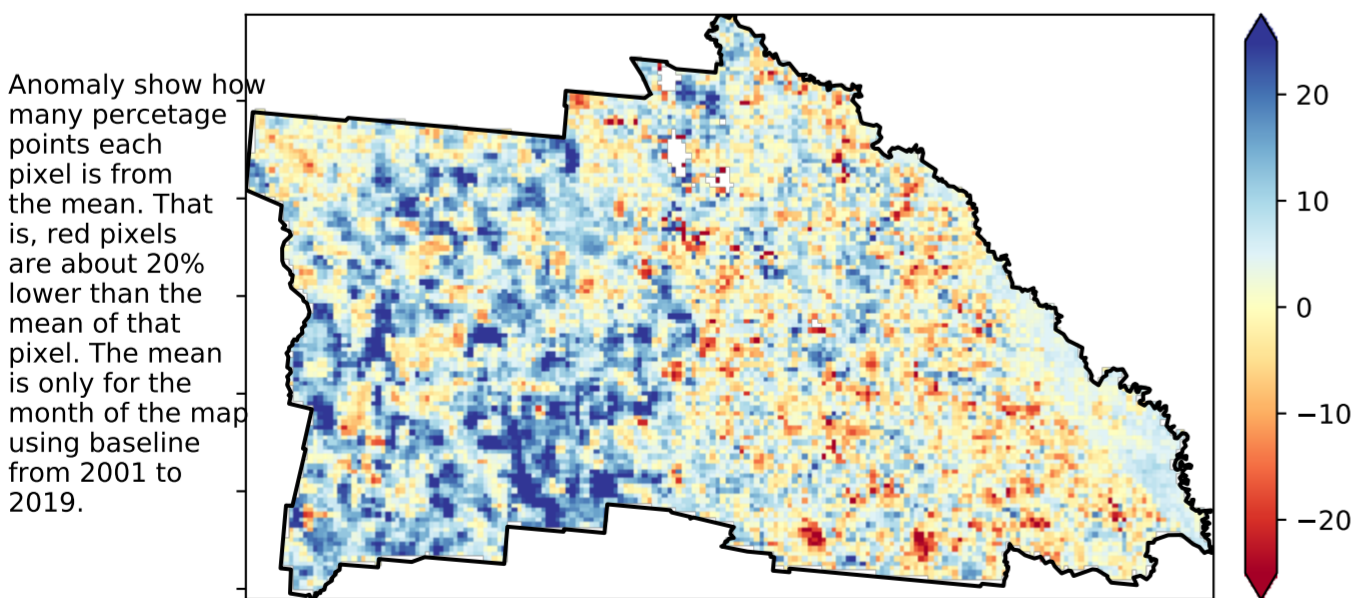 Anomaly show how
many percetage
points each
pixel is from
the mean. That
is, red pixels
are about 20%
lower than the
mean of that
pixel. The mean
is only for the
month of the map
using baseline
from 2001 to
2019.
20
10
0
−10
−20